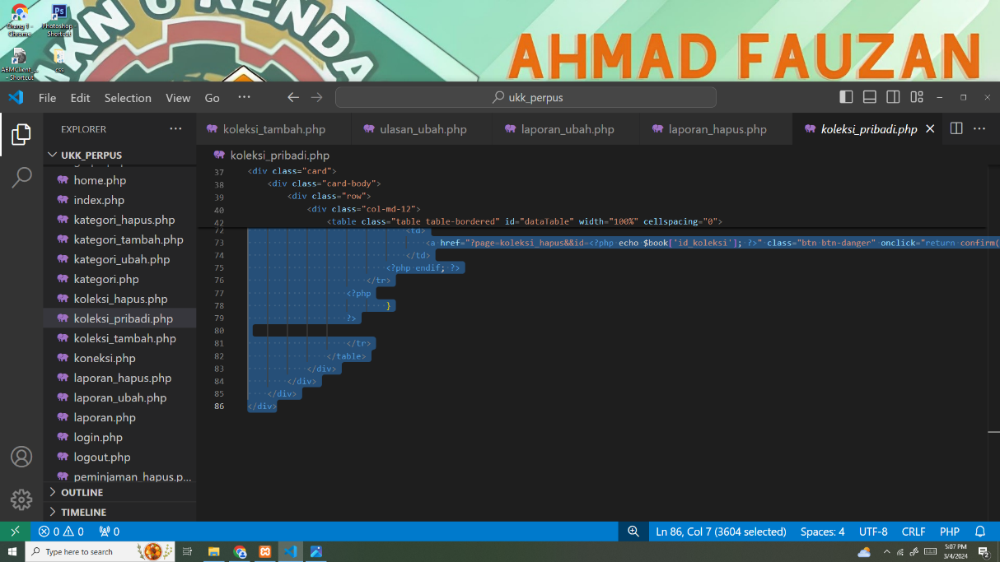 AHMAD FAUZAN
Orang 1 -
Chrome
Photoshop -
Shortcut
ABMClient_...
- Shortcut
css
File Edit Selection View Go ···
ukk_perpus
EXPLORER ···
koleksi_tambah.php
ulasan_ubah.php
laporan_ubah.php
laporan_hapus.php
koleksi_pribadi.php
UKK_PERPUS
home.php
index.php
kategori_hapus.php
kategori_tambah.php
kategori_ubah.php
kategori.php
koleksi_hapus.php
koleksi_pribadi.php
koleksi_tambah.php
koneksi.php
laporan_hapus.php
laporan_ubah.php
laporan.php
login.php
logout.php
peminjaman_hapus.p...
OUTLINE
TIMELINE
koleksi_pribadi.php
37 <div class="card">
38 <div class="card-body">
39 <div class="row">
40 <div class="col-md-12">
42 <table class="table table-bordered" id="dataTable" width="100%" cellspacing="0">
72 <td>
73 <a href="?page=koleksi_hapus&&id=<?php echo $book['id_koleksi']; ?>" class="btn btn-danger" onclick="return confirm(
74 </td>
75 <?php endif; ?>
76 </tr>
77 <?php
78 }
79 ?>
80
81 </tr>
82 </table>
83 </div>
84 </div>
85 </div>
86 </div>
0 0 0 Ln 86, Col 7 (3604 selected) Spaces: 4 UTF-8 CRLF PHP
Type here to search
5:07 PM
3/4/2024
2